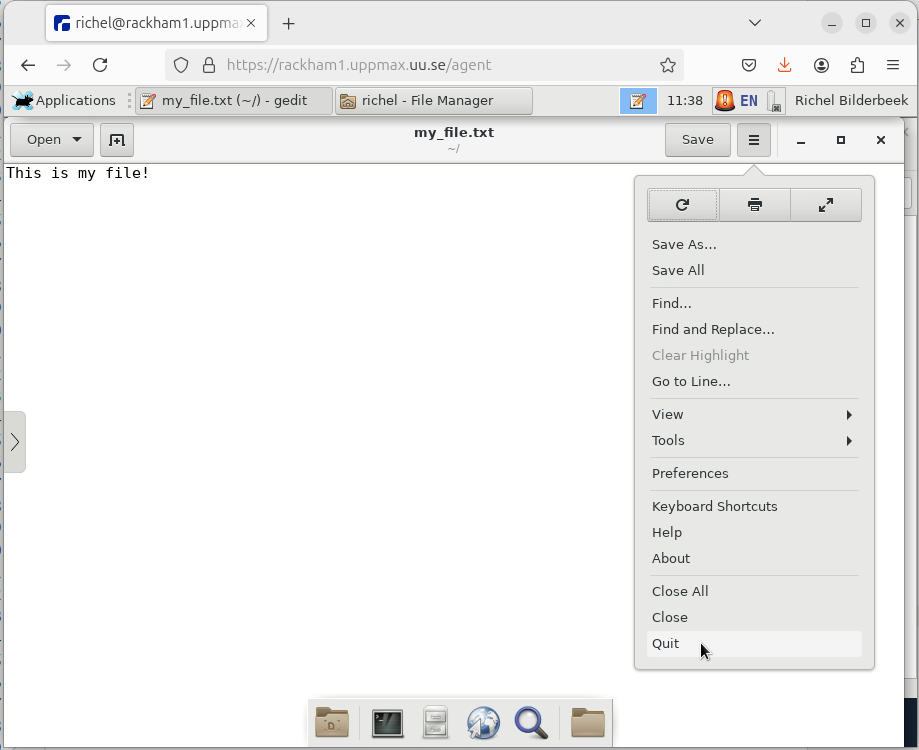 richel@rackham1.uppma
https://rackham1.uppmax.uu.se/agent
Applications my_file.txt (~/) - gedit richel - File Manager 11:38 EN Richel Bilderbeek
Open my_file.txt Save
~/
This is my file!
Save As...
Save All
Find...
Find and Replace...
Clear Highlight
Go to Line...
View
Tools
Preferences
Keyboard Shortcuts
Help
About
Close All
Close
Quit